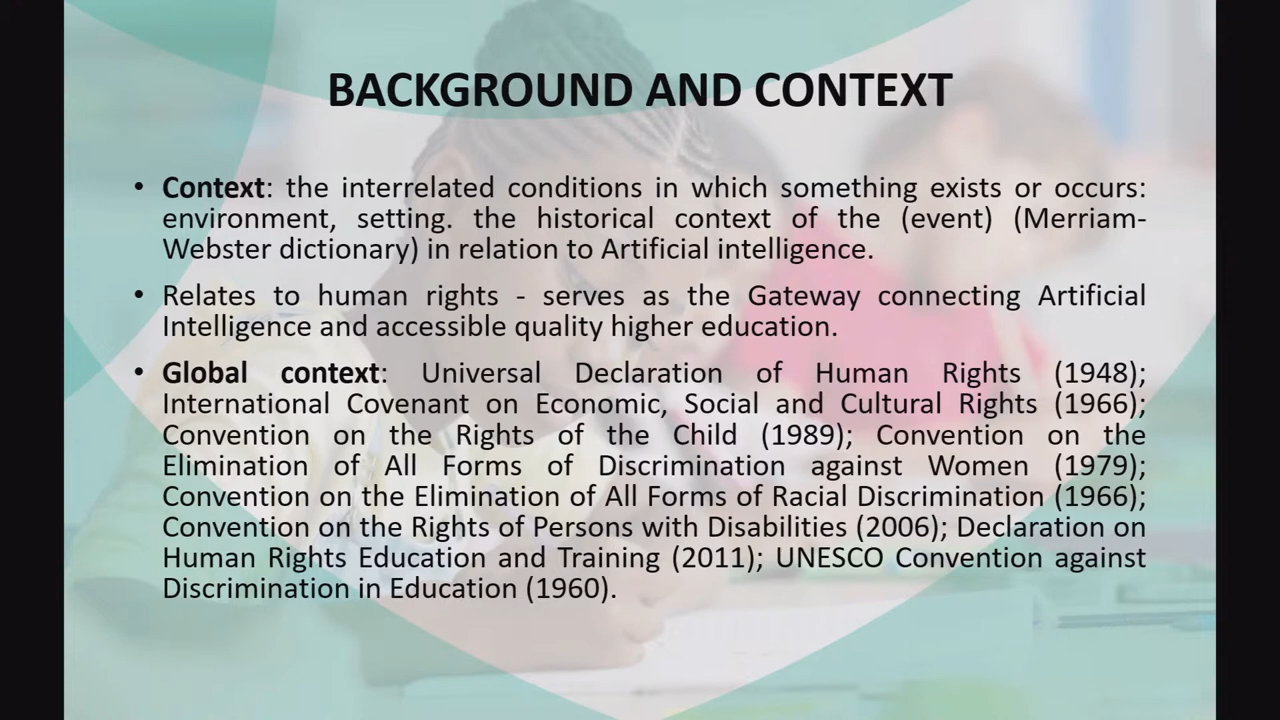 BACKGROUND AND CONTEXT
• Context: the interrelated conditions in which something exists or occurs:
environment, setting. the historical context of the (event) (Merriam-
Webster dictionary) in relation to Artificial intelligence.
• Relates to human rights - serves as the Gateway connecting Artificial
Intelligence and accessible quality higher education.
• Global context: Universal Declaration of Human Rights (1948);
International Covenant on Economic, Social and Cultural Rights (1966);
Convention on the Rights of the Child (1989); Convention on the
Elimination of All Forms of Discrimination against Women (1979);
Convention on the Elimination of All Forms of Racial Discrimination (1966);
Convention on the Rights of Persons with Disabilities (2006); Declaration on
Human Rights Education and Training (2011); UNESCO Convention against
Discrimination in Education (1960).